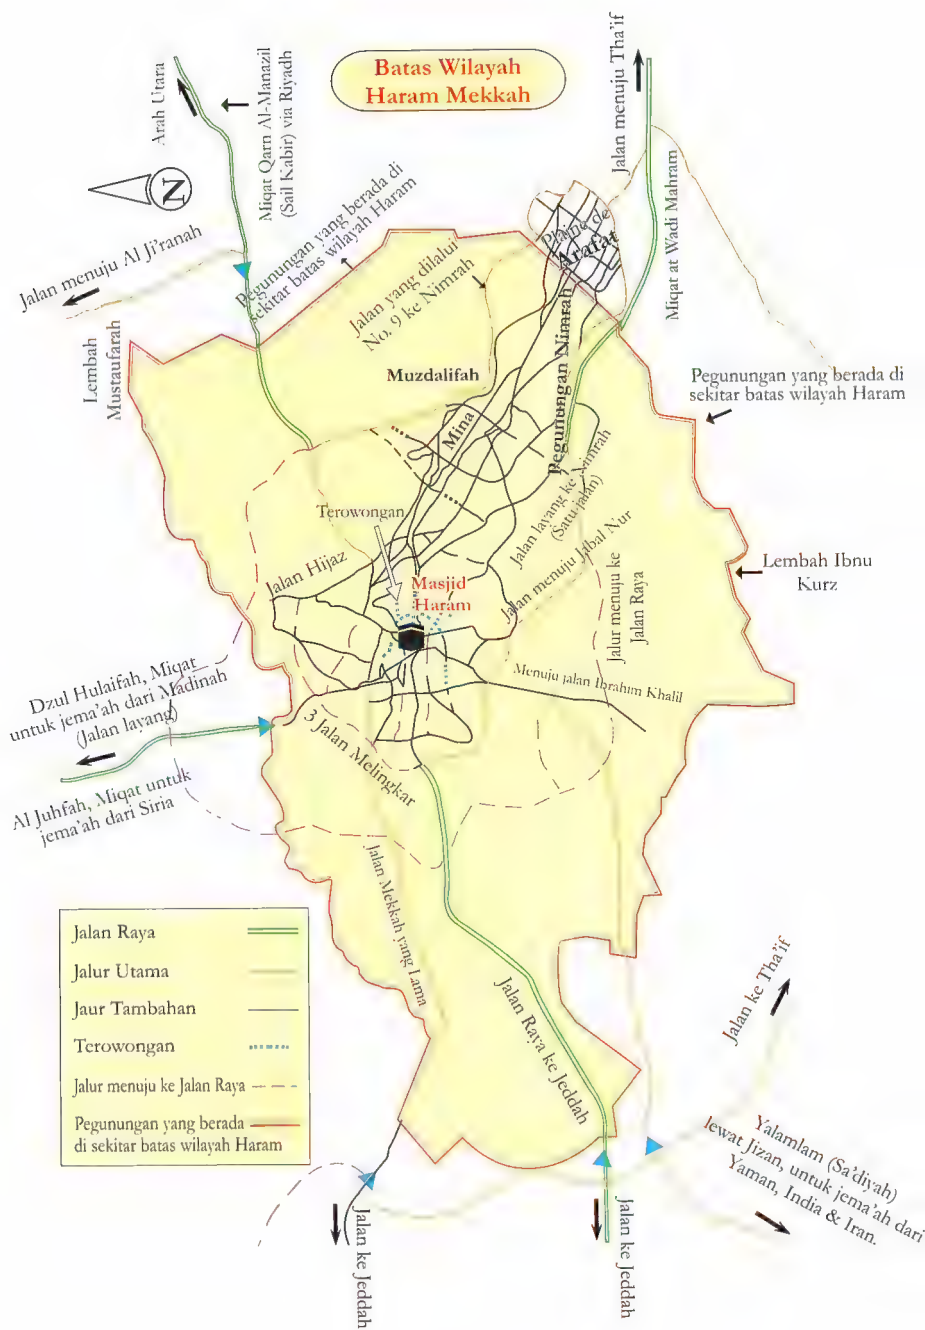 Batas Wilayah
Haram Mekkah
Arah Utara
Miqat Qarn Al-Manazil
(Sail Kabir) via Riyadh
Jalan menuju Tha'if
N
Pegunungan yang berada di
sekitar batas wilayah Haram
Jalan menuju Al Ji'ranah
Lembah
Mustaufarah
Jalan yang dilalui
No. 9 ke Nimrah
Plaine de
Arafat
Miqat at Wadi Mahram
Muzdalifah
Mina
Pegunungan Nimrah
Pegunungan yang berada di
sekitar batas wilayah Haram
Terowongan
Jalan layang ke Nimrah
(Satu jalan)
Jalan Hijaz
Masjid
Haram
Jalan menuju Jibal Nur
Jalur menuju ke
Jalan Raya
Lembah Ibnu
Kurz
Menuju jalan Ibrahim Khalil
Dzul Hulaifah, Miqat
untuk jema'ah dari Madinah
(Jalan layang)
3 Jalan Melingkar
Al Juhfah, Miqat untuk
jema'ah dari Siria
Jalan Mekkah yang Lama
Jalan Raya
Jalur Utama
Jaur Tambahan
Terowongan
Jalur menuju ke Jalan Raya
Pegunungan yang berada
di sekitar batas wilayah Haram
Jalan Raya ke Jeddah
Jalan ke Tha'if
Yalamlam (Sa'diyah)
lewat Jizan, untuk jema'ah dari
Yaman, India & Iran.
Jalan ke Jeddah
Jalan ke Jeddah